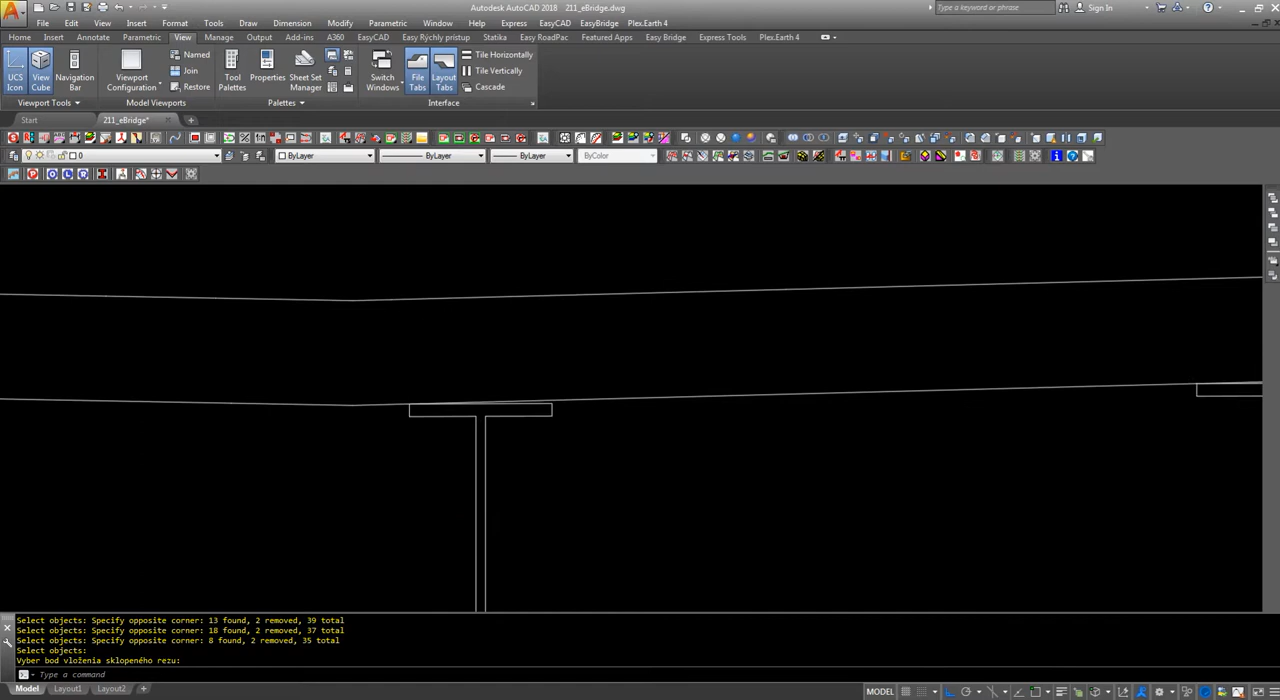 Autodesk AutoCAD 2018   211_eBridge.dwg
Type a keyword or phrase
Sign In
File Edit View Insert Format Tools Draw Dimension Modify Parametric Window Help Express EasyCAD EasyBridge Plex.Earth 4
Home Insert Annotate Parametric View Manage Output Add-ins A360 EasyCAD Easy Rýchly prístup Statika Easy RoadPac Featured Apps Easy Bridge Express Tools Plex.Earth 4
Named
Join
Restore
Tile Horizontally
Tile Vertically
Cascade
UCS Icon
View Cube
Navigation Bar
Viewport Configuration
Tool Palettes
Properties
Sheet Set Manager
Switch Windows
File Tabs
Layout Tabs
Viewport Tools Model Viewports Palettes Interface
Start 211_eBridge*
0 ByLayer ByLayer ByLayer ByColor
Select objects: Specify opposite corner: 13 found, 2 removed, 39 total
Select objects: Specify opposite corner: 18 found, 2 removed, 37 total
Select objects: Specify opposite corner: 8 found, 2 removed, 35 total
Select objects:
Vyber bod vloženia sklopeného rezu:
Type a command
Model Layout1 Layout2 +
MODEL